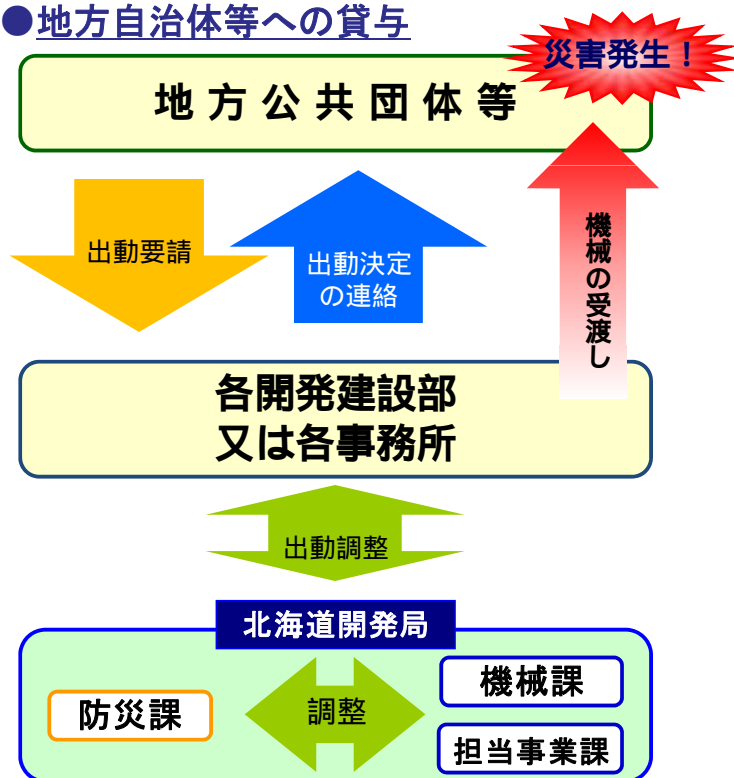 ●地方自治体等への貸与
災害発生！
地方公共団体等
出動要請
出動決定
の連絡
機械の受渡し
各開発建設部
又は各事務所
出動調整
北海道開発局
防災課
調整
機械課
担当事業課